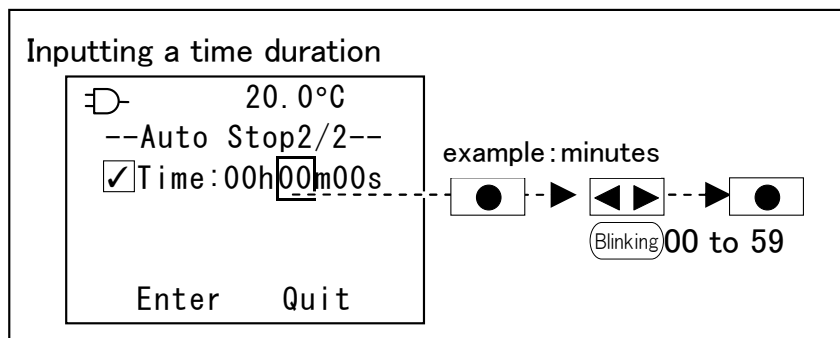 Inputting a time duration
20.0°C
--Auto Stop2/2--
Time:00h00m00s
example:minutes
Blinking 00 to 59
Enter Quit